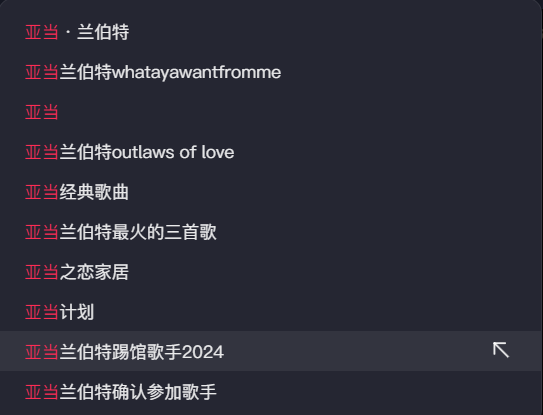 亚当·兰伯特
亚当兰伯特whatayawantfromme
亚当
亚当兰伯特outlaws of love
亚当经典歌曲
亚当兰伯特最火的三首歌
亚当之恋家居
亚当计划
亚当兰伯特踢馆歌手2024
亚当兰伯特确认参加歌手